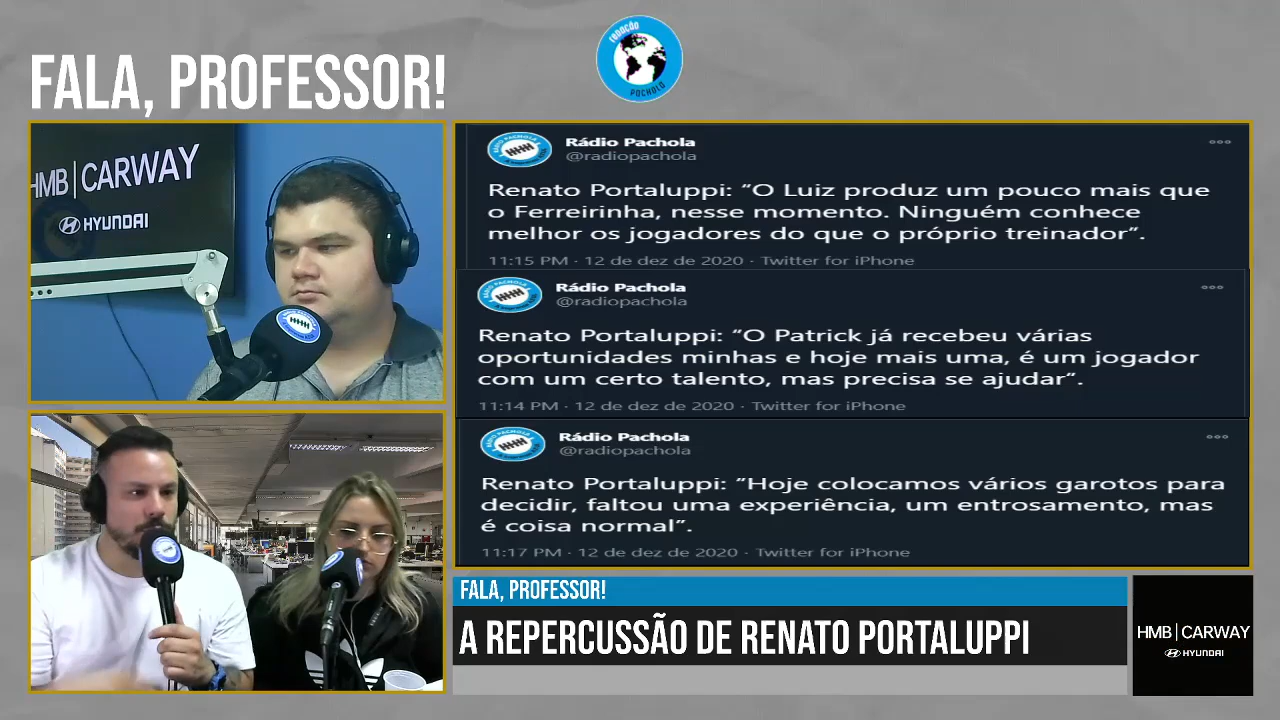 redação
POCHOLA
FALA, PROFESSOR!
HMB | CARWAY
HYUNDAI
Rádio Pachola
@radiopachola
Renato Portaluppi: “O Luiz produz um pouco mais que
o Ferreirinha, nesse momento. Ninguém conhece
melhor os jogadores do que o próprio treinador”.
11:15 PM · 12 de dez de 2020 · Twitter for iPhone
Rádio Pachola
@radiopachola
Renato Portaluppi: “O Patrick já recebeu várias
oportunidades minhas e hoje mais uma, é um jogador
com um certo talento, mas precisa se ajudar”.
11:14 PM · 12 de dez de 2020 · Twitter for iPhone
Rádio Pachola
@radiopachola
Renato Portaluppi: “Hoje colocamos vários garotos para
decidir, faltou uma experiência, um entrosamento, mas
é coisa normal”.
11:17 PM · 12 de dez de 2020 · Twitter for iPhone
FALA, PROFESSOR!
A REPERCUSSÃO DE RENATO PORTALUPPI
HMB | CARWAY
HYUNDAI